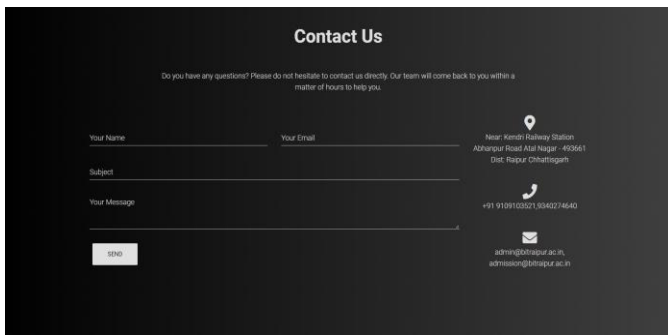 Contact Us
Do you have any questions? Please do not hesitate to contact us directly. Our team will come back to you within a
matter of hours to help you.
Your Name
Your Email
Subject
Your Message
SEND
Near: Kendri Railway Station
Abhanpur Road Atal Nagar - 493661
Dist: Raipur Chhattisgarh
+91 9109103521,9340274640
admin@bitraipur.ac.in,
admission@bitraipur.ac.in